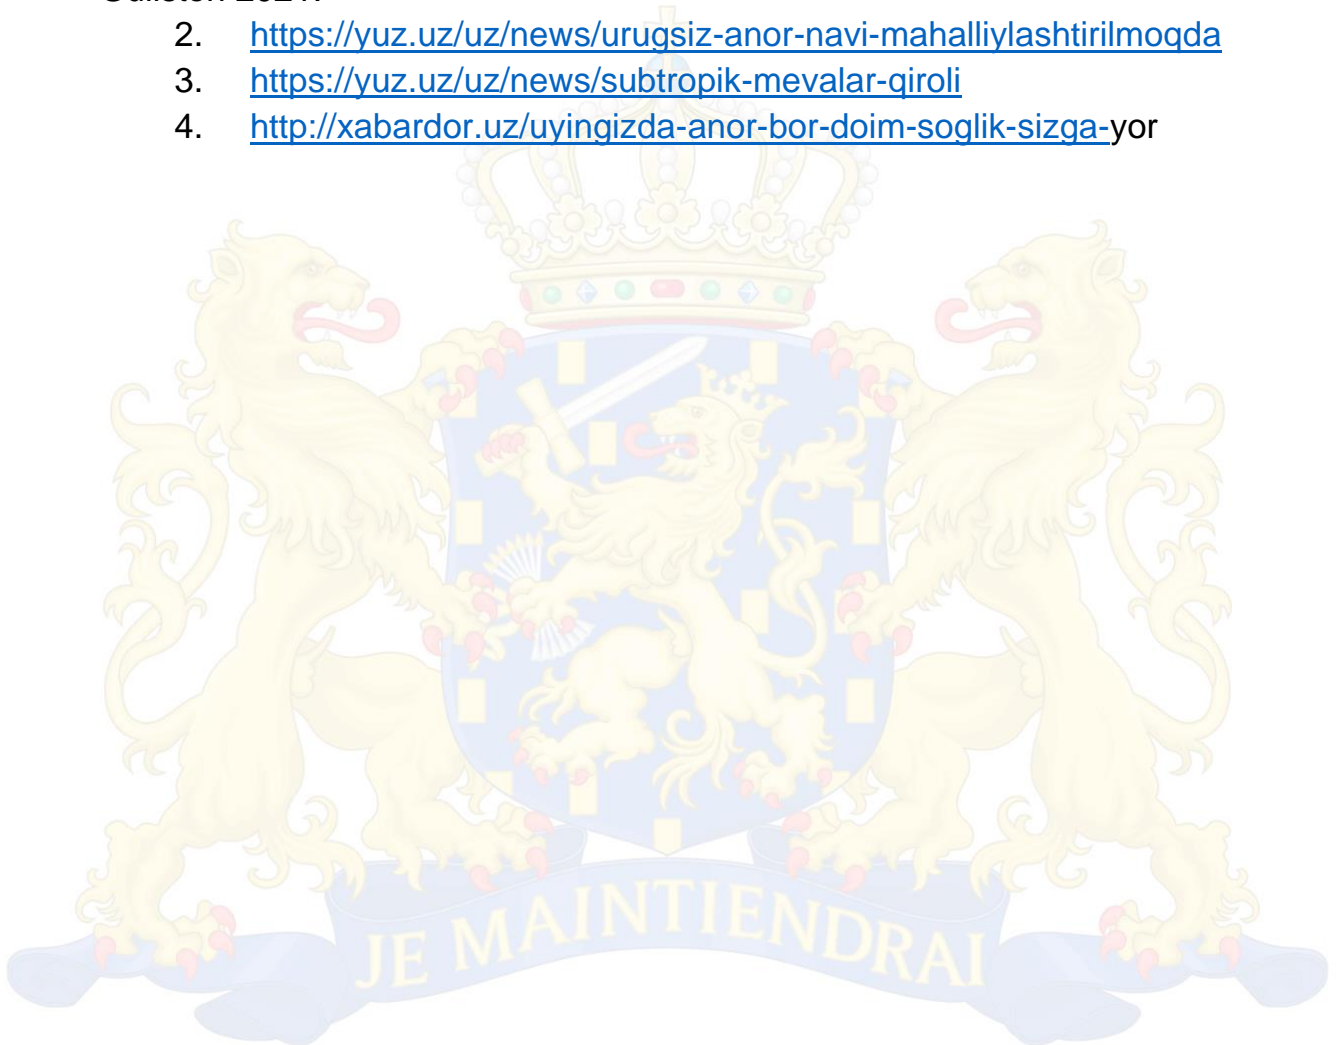 2. https://yuz.uz/uz/news/urugsiz-anor-navi-mahalliylashtirilmoqda
3. https://yuz.uz/uz/news/subtropik-mevalar-qiroli
4. http://xabardor.uz/uyingizda-anor-bor-doim-soglik-sizga-yor
JE MAINTIENDRAI